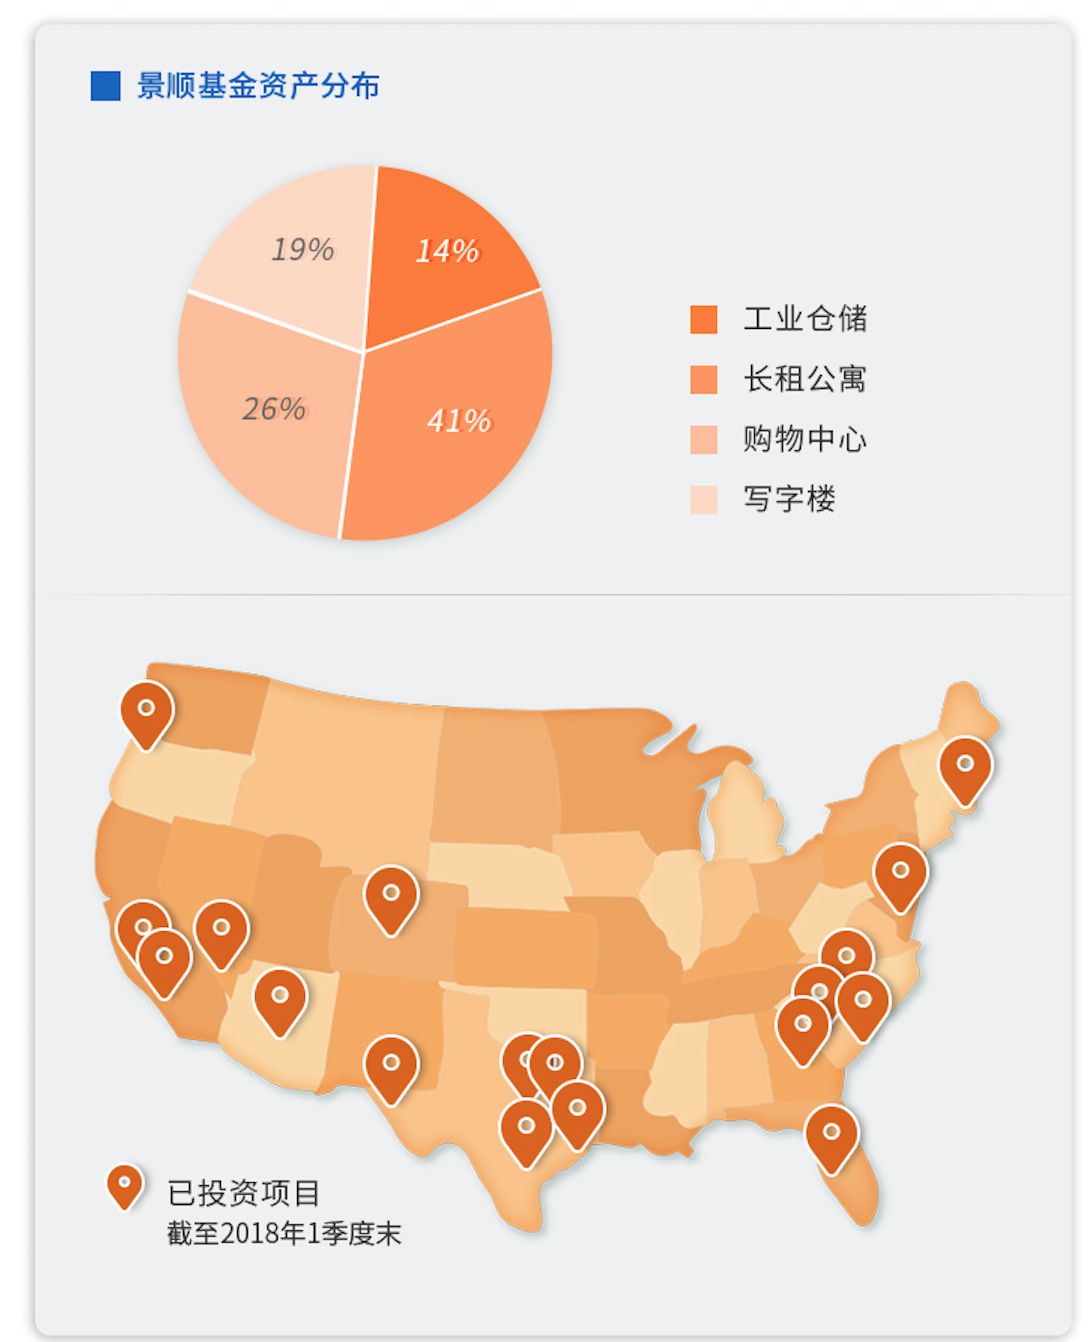 景顺基金资产分布
19%
14%
26%
41%
工业仓储
长租公寓
购物中心
写字楼
已投资项目
截至2018年1季度末